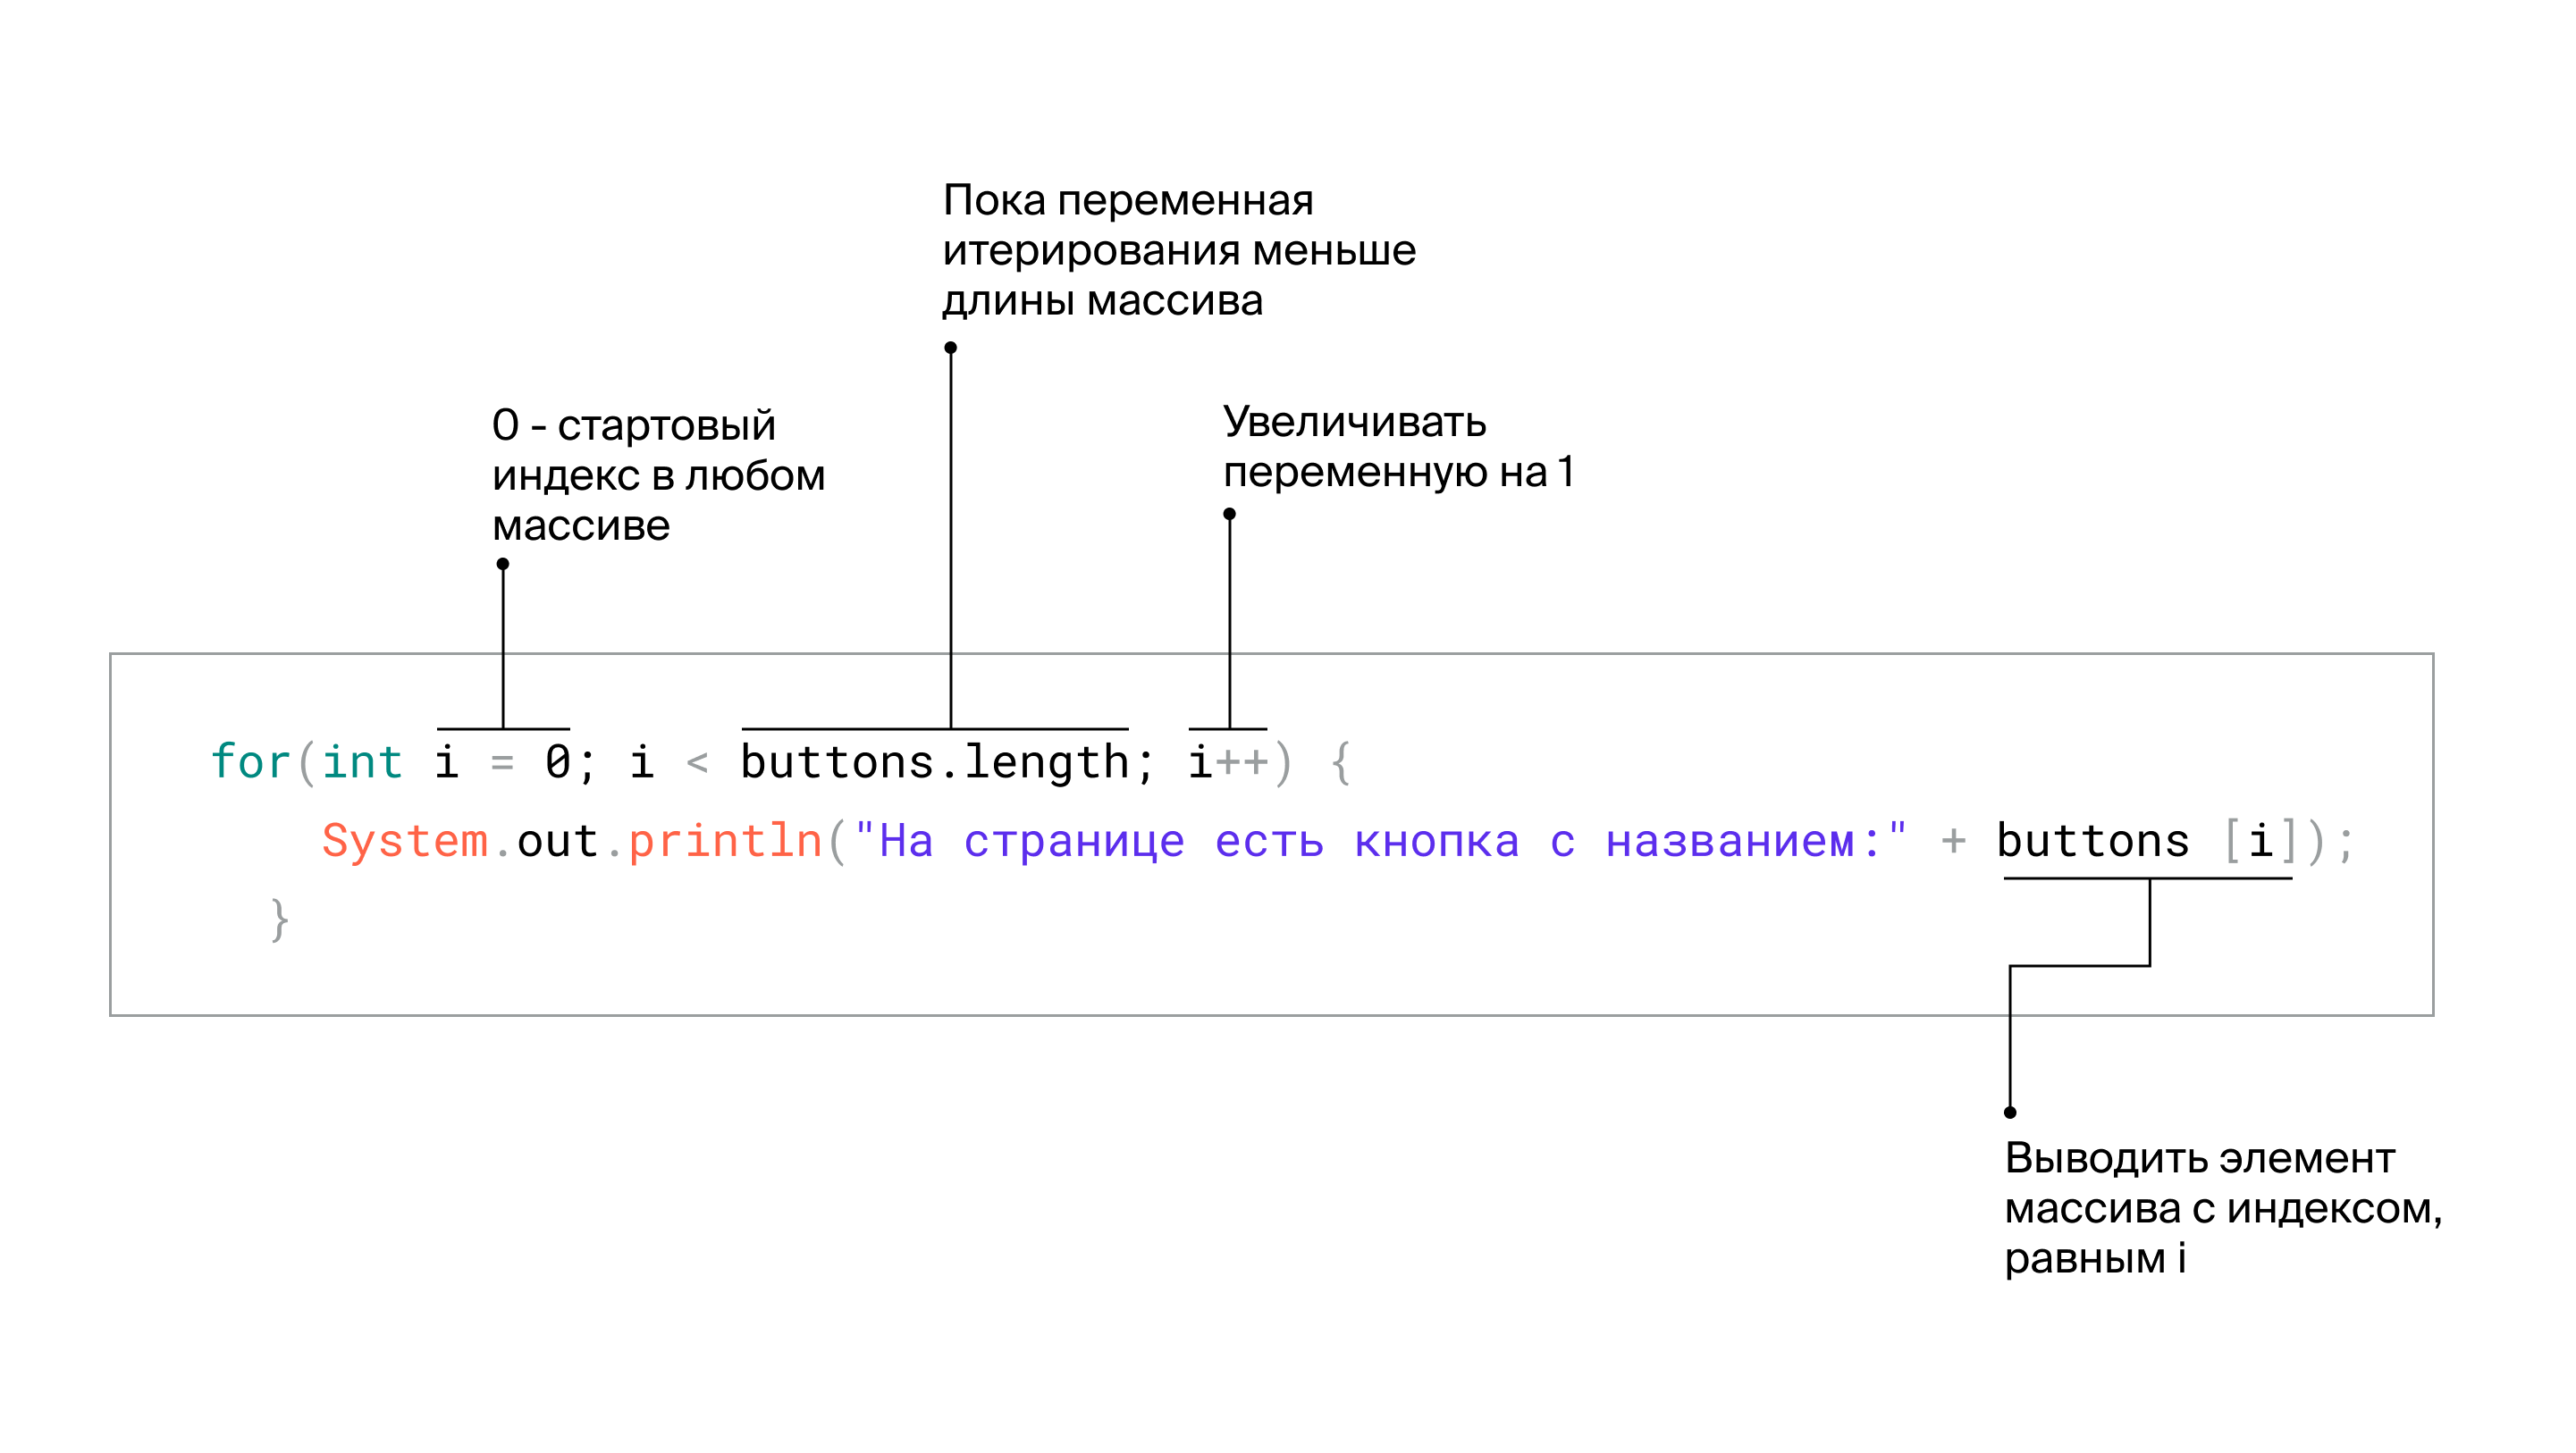 Пока переменная
итерирования меньше
длины массива
0 - стартовый
индекс в любом
массиве
Увеличивать
переменную на 1
for(int i = 0; i < buttons.length; i++) {
System.out.println("На странице есть кнопка с названием:" + buttons [i]);
}
Выводить элемент
массива с индексом,
равным i